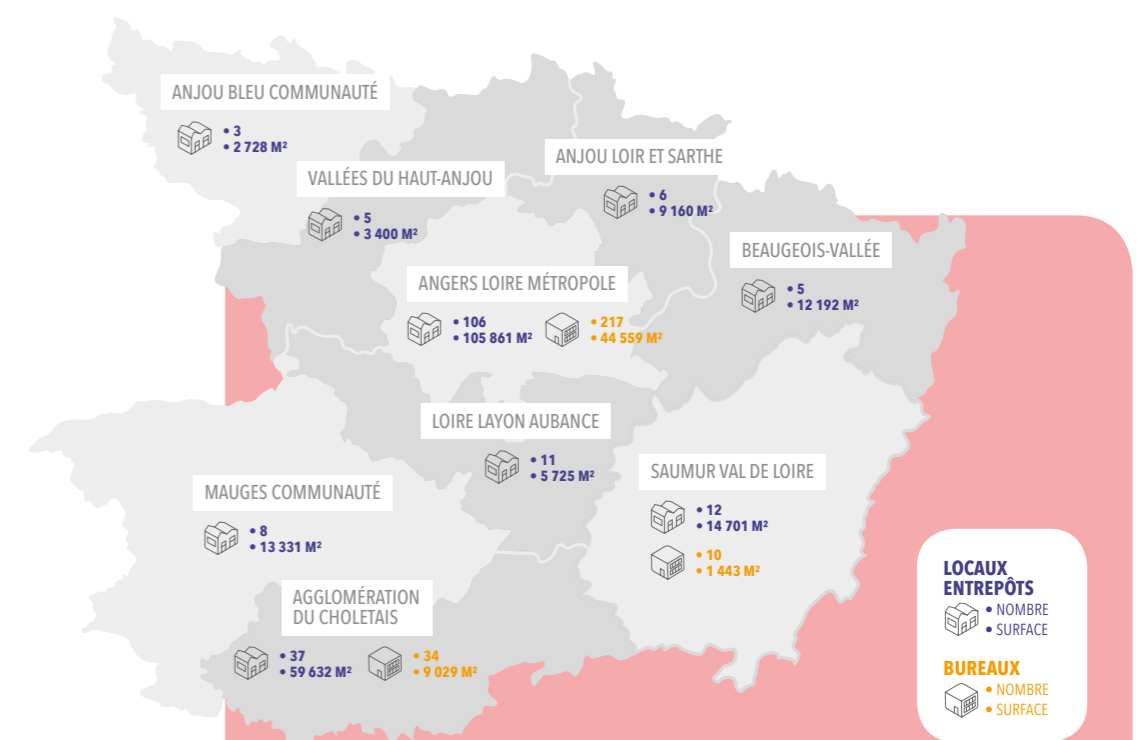 ANJOU BLEU COMMUNAUTÉ
• 3
• 2 728 M²
VALLÉES DU HAUT-ANJOU
• 5
• 3 400 M²
ANJOU LOIR ET SARTHE
• 6
• 9 160 M²
BEAUGEOIS-VALLÉE
• 5
• 12 192 M²
ANGERS LOIRE MÉTROPOLE
• 106
• 105 861 M²
• 217
• 44 559 M²
LOIRE LAYON AUBANCE
• 11
• 5 725 M²
SAUMUR VAL DE LOIRE
• 12
• 14 701 M²
• 10
• 1 443 M²
MAUGES COMMUNAUTÉ
• 8
• 13 331 M²
AGGLOMÉRATION
DU CHOLETAIS
• 37
• 59 632 M²
• 34
• 9 029 M²
LOCAUX
ENTREPÔTS
• NOMBRE
• SURFACE
BUREAUX
• NOMBRE
• SURFACE